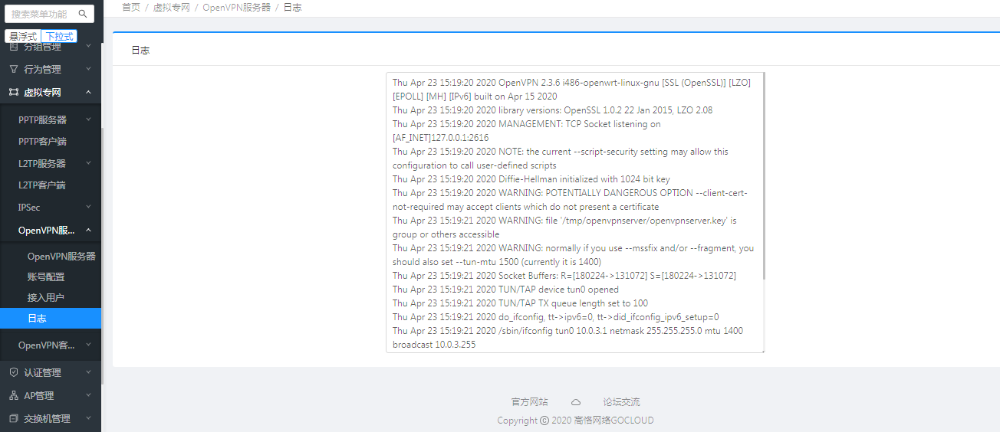 搜索菜单功能
悬浮式 下拉式
分组管理
行为管理
虚拟专网
PPTP服务器
PPTP客户端
L2TP服务器
L2TP客户端
IPSec
OpenVPN服...
OpenVPN服务器
账号配置
接入用户
日志
OpenVPN客...
认证管理
AP管理
交换机管理
首页 / 虚拟专网 / OpenVPN服务器 / 日志
日志
Thu Apr 23 15:19:20 2020 OpenVPN 2.3.6 i486-openwrt-linux-gnu [SSL (OpenSSL)] [LZO]
[EPOLL] [MH] [IPv6] built on Apr 15 2020
Thu Apr 23 15:19:20 2020 library versions: OpenSSL 1.0.2 22 Jan 2015, LZO 2.08
Thu Apr 23 15:19:20 2020 MANAGEMENT: TCP Socket listening on
[AF_INET]127.0.0.1:2616
Thu Apr 23 15:19:20 2020 NOTE: the current --script-security setting may allow this
configuration to call user-defined scripts
Thu Apr 23 15:19:20 2020 Diffie-Hellman initialized with 1024 bit key
Thu Apr 23 15:19:20 2020 WARNING: POTENTIALLY DANGEROUS OPTION --client-cert-
not-required may accept clients which do not present a certificate
Thu Apr 23 15:19:21 2020 WARNING: file '/tmp/openvpnserver/openvpnserver.key' is
group or others accessible
Thu Apr 23 15:19:21 2020 WARNING: normally if you use --mssfix and/or --fragment, you
should also set --tun-mtu 1500 (currently it is 1400)
Thu Apr 23 15:19:21 2020 Socket Buffers: R=[180224->131072] S=[180224->131072]
Thu Apr 23 15:19:21 2020 TUN/TAP device tun0 opened
Thu Apr 23 15:19:21 2020 TUN/TAP TX queue length set to 100
Thu Apr 23 15:19:21 2020 do_ifconfig, tt->ipv6=0, tt->did_ifconfig_ipv6_setup=0
Thu Apr 23 15:19:21 2020 /sbin/ifconfig tun0 10.0.3.1 netmask 255.255.255.0 mtu 1400
broadcast 10.0.3.255
官方网站 论坛交流
Copyright © 2020 高恪网络GOCLOUD